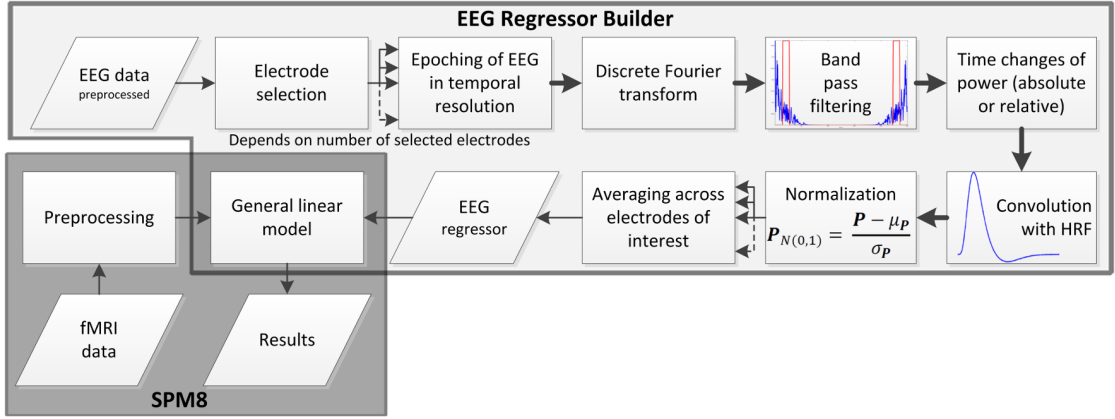 EEG Regressor Builder
EEG data
preprocessed
Electrode
selection
Epoching of EEG
in temporal
resolution
Discrete Fourier
transform
Band
pass
filtering
Time changes of
power (absolute
or relative)
Depends on number of selected electrodes
Preprocessing
General linear
model
EEG
regressor
Averaging across
electrodes of
interest
Normalization
P_{N(0,1)} = \frac{P - μ_P}{σ_P}
Convolution
with HRF
fMRI
data
Results
SPM8